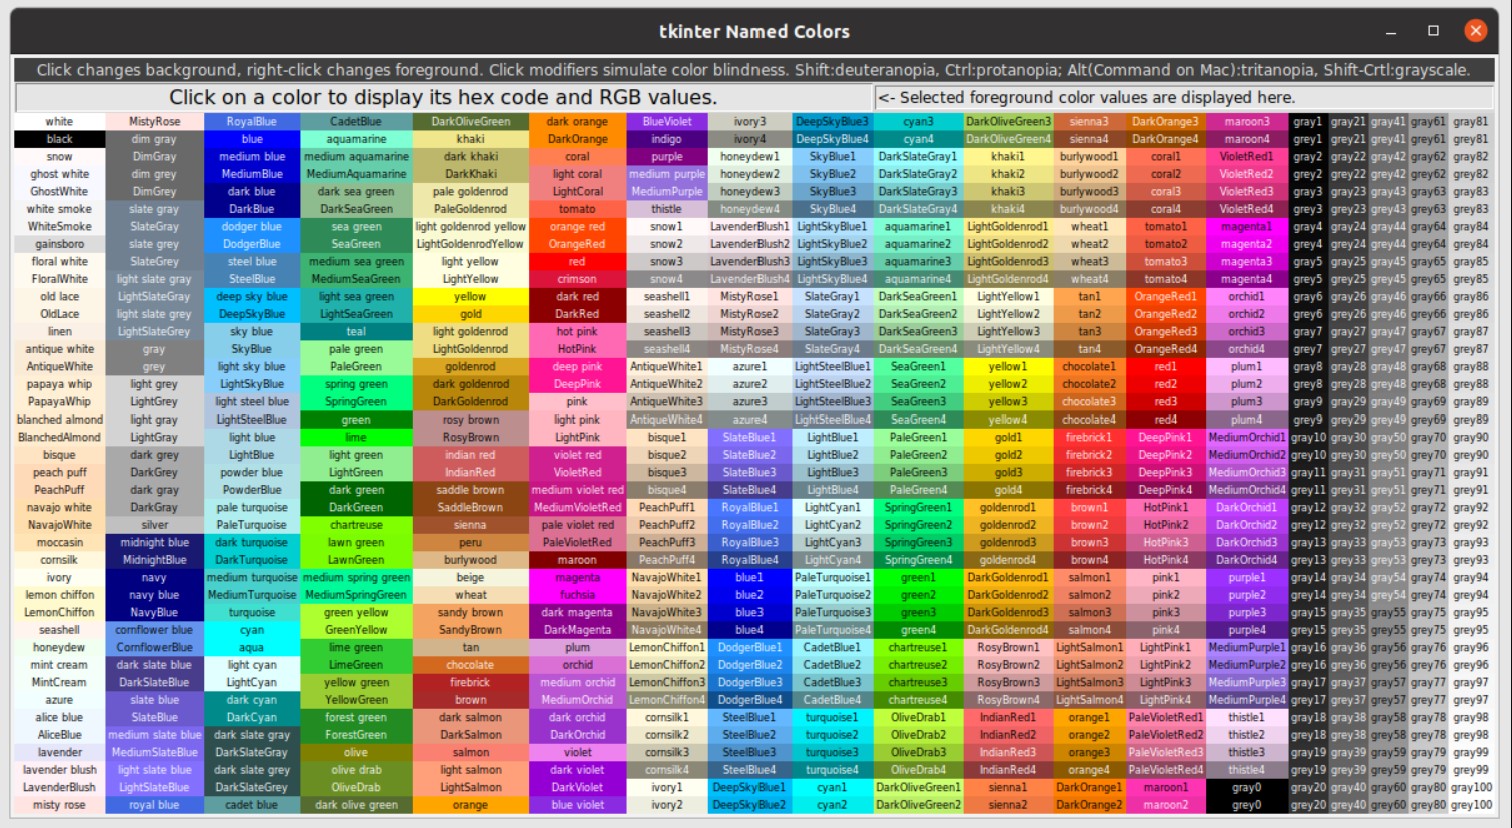 tkinter Named Colors
Click changes background, right-click changes foreground. Click modifiers simulate color blindness. Shift:deuteranopia, Ctrl:protanopia; Alt(Command on Mac):tritanopia, Shift-Crtl:grayscale.
Click on a color to display its hex code and RGB values. <- Selected foreground color values are displayed here.
white MistyRose RoyalBlue CadetBlue DarkOliveGreen dark orange BlueViolet ivory3 DeepSkyBlue3 cyan3 DarkOliveGreen3 sienna3 DarkOrange3 maroon3 gray1 gray21 gray41 gray61 gray81
black dim gray blue aquamarine khaki DarkOrange indigo ivory4 DeepSkyBlue4 cyan4 DarkOliveGreen4 sienna4 DarkOrange4 maroon4 grey1 grey21 grey41 grey61 grey81
snow DimGray medium blue medium aquamarine dark khaki coral purple honeydew1 SkyBlue1 DarkSlateGray1 khaki1 burlywood1 coral1 VioletRed1 gray2 gray22 gray42 gray62 gray82
ghost white dim grey MediumBlue MediumAquamarine DarkKhaki light coral medium purple honeydew2 SkyBlue2 DarkSlateGray2 khaki2 burlywood2 coral2 VioletRed2 grey2 grey22 grey42 grey62 grey82
GhostWhite DimGrey dark blue dark sea green pale goldenrod LightCoral MediumPurple honeydew3 SkyBlue3 DarkSlateGray3 khaki3 burlywood3 coral3 VioletRed3 gray3 gray23 gray43 gray63 gray83
white smoke slate gray DarkBlue DarkSeaGreen PaleGoldenrod tomato thistle honeydew4 SkyBlue4 DarkSlateGray4 khaki4 burlywood4 coral4 VioletRed4 grey3 grey23 grey43 grey63 grey83
WhiteSmoke SlateGray dodger blue sea green light goldenrod yellow orange red snow1 LavenderBlush1 LightSkyBlue1 aquamarine1 LightGoldenrod1 wheat1 tomato1 magenta1 gray4 gray24 gray44 gray64 gray84
gainsboro slate grey DodgerBlue SeaGreen LightGoldenrodYellow OrangeRed snow2 LavenderBlush2 LightSkyBlue2 aquamarine2 LightGoldenrod2 wheat2 tomato2 magenta2 grey4 grey24 grey44 grey64 grey84
floral white SlateGrey steel blue medium sea green light yellow red snow3 LavenderBlush3 LightSkyBlue3 aquamarine3 LightGoldenrod3 wheat3 tomato3 magenta3 gray5 gray25 gray45 gray65 gray85
FloralWhite light slate gray SteelBlue MediumSeaGreen LightYellow crimson snow4 LavenderBlush4 LightSkyBlue4 aquamarine4 LightGoldenrod4 wheat4 tomato4 magenta4 grey5 grey25 grey45 grey65 grey85
old lace LightSlateGray deep sky blue light sea green yellow dark red seashell1 MistyRose1 SlateGray1 DarkSeaGreen1 LightYellow1 tan1 OrangeRed1 orchid1 gray6 gray26 gray46 gray66 gray86
OldLace light slate grey DeepSkyBlue LightSeaGreen gold DarkRed seashell2 MistyRose2 SlateGray2 DarkSeaGreen2 LightYellow2 tan2 OrangeRed2 orchid2 grey6 grey26 grey46 grey66 grey86
linen LightSlateGrey sky blue teal light goldenrod hot pink seashell3 MistyRose3 SlateGray3 DarkSeaGreen3 LightYellow3 tan3 OrangeRed3 orchid3 gray7 gray27 gray47 gray67 gray87
antique white gray SkyBlue pale green LightGoldenrod HotPink seashell4 MistyRose4 SlateGray4 DarkSeaGreen4 LightYellow4 tan4 OrangeRed4 orchid4 grey7 grey27 grey47 grey67 grey87
AntiqueWhite grey light sky blue PaleGreen goldenrod deep pink AntiqueWhite1 azure1 LightSteelBlue1 SeaGreen1 yellow1 chocolate1 red1 plum1 gray8 gray28 gray48 gray68 gray88
papaya whip light grey LightSkyBlue spring green dark goldenrod DeepPink AntiqueWhite2 azure2 LightSteelBlue2 SeaGreen2 yellow2 chocolate2 red2 plum2 grey8 grey28 grey48 grey68 grey88
PapayaWhip LightGrey light steel blue SpringGreen DarkGoldenrod pink AntiqueWhite3 azure3 LightSteelBlue3 SeaGreen3 yellow3 chocolate3 red3 plum3 gray9 gray29 gray49 gray69 gray89
blanched almond light gray LightSteelBlue green rosy brown light pink AntiqueWhite4 azure4 LightSteelBlue4 SeaGreen4 yellow4 chocolate4 red4 plum4 grey9 grey29 grey49 grey69 grey89
BlanchedAlmond LightGray light blue lime RosyBrown LightPink bisque1 SlateBlue1 LightBlue1 PaleGreen1 gold1 firebrick1 DeepPink1 MediumOrchid1 gray10 gray30 gray50 gray70 gray90
bisque dark grey LightBlue light green indian red violet red bisque2 SlateBlue2 LightBlue2 PaleGreen2 gold2 firebrick2 DeepPink2 MediumOrchid2 grey10 grey30 grey50 grey70 grey90
peach puff DarkGrey powder blue LightGreen IndianRed VioletRed bisque3 SlateBlue3 LightBlue3 PaleGreen3 gold3 firebrick3 DeepPink3 MediumOrchid3 gray11 gray31 gray51 gray71 gray91
PeachPuff dark gray PowderBlue dark green saddle brown medium violet red bisque4 SlateBlue4 LightBlue4 PaleGreen4 gold4 firebrick4 DeepPink4 MediumOrchid4 grey11 grey31 grey51 grey71 grey91
navajo white DarkGray pale turquoise DarkGreen SaddleBrown MediumVioletRed PeachPuff1 RoyalBlue1 LightCyan1 SpringGreen1 goldenrod1 brown1 HotPink1 DarkOrchid1 gray12 gray32 gray52 gray72 gray92
NavajoWhite silver PaleTurquoise chartreuse sienna pale violet red PeachPuff2 RoyalBlue2 LightCyan2 SpringGreen2 goldenrod2 brown2 HotPink2 DarkOrchid2 grey12 grey32 grey52 grey72 grey92
moccasin midnight blue dark turquoise lawn green peru PaleVioletRed PeachPuff3 RoyalBlue3 LightCyan3 SpringGreen3 goldenrod3 brown3 HotPink3 DarkOrchid3 gray13 gray33 gray53 gray73 gray93
cornsilk MidnightBlue DarkTurquoise LawnGreen burlywood maroon PeachPuff4 RoyalBlue4 LightCyan4 SpringGreen4 goldenrod4 brown4 HotPink4 DarkOrchid4 grey13 grey33 grey53 grey73 grey93
ivory navy medium turquoise medium spring green beige magenta NavajoWhite1 blue1 PaleTurquoise1 green1 DarkGoldenrod1 salmon1 pink1 purple1 gray14 gray34 gray54 gray74 gray94
lemon chiffon navy blue MediumTurquoise MediumSpringGreen wheat fuchsia NavajoWhite2 blue2 PaleTurquoise2 green2 DarkGoldenrod2 salmon2 pink2 purple2 grey14 grey34 grey54 grey74 grey94
LemonChiffon NavyBlue turquoise green yellow sandy brown dark magenta NavajoWhite3 blue3 PaleTurquoise3 green3 DarkGoldenrod3 salmon3 pink3 purple3 gray15 gray35 gray55 gray75 gray95
seashell cornflower blue cyan GreenYellow SandyBrown DarkMagenta NavajoWhite4 blue4 PaleTurquoise4 green4 DarkGoldenrod4 salmon4 pink4 purple4 grey15 grey35 grey55 grey75 grey95
honeydew CornflowerBlue aqua lime green tan plum LemonChiffon1 DodgerBlue1 CadetBlue1 chartreuse1 RosyBrown1 LightSalmon1 LightPink1 MediumPurple1 gray16 gray36 gray56 gray76 gray96
mint cream dark slate blue light cyan LimeGreen chocolate orchid LemonChiffon2 DodgerBlue2 CadetBlue2 chartreuse2 RosyBrown2 LightSalmon2 LightPink2 MediumPurple2 grey16 grey36 grey56 grey76 grey96
MintCream DarkSlateBlue LightCyan yellow green firebrick medium orchid LemonChiffon3 DodgerBlue3 CadetBlue3 chartreuse3 RosyBrown3 LightSalmon3 LightPink3 MediumPurple3 gray17 gray37 gray57 gray77 gray97
azure slate blue dark cyan YellowGreen brown MediumOrchid LemonChiffon4 DodgerBlue4 CadetBlue4 chartreuse4 RosyBrown4 LightSalmon4 LightPink4 MediumPurple4 grey17 grey37 grey57 grey77 grey97
alice blue SlateBlue DarkCyan forest green dark salmon dark orchid cornsilk1 SteelBlue1 turquoise1 OliveDrab1 IndianRed1 orange1 PaleVioletRed1 thistle1 gray18 gray38 gray58 gray78 gray98
AliceBlue medium slate blue dark slate gray ForestGreen DarkSalmon DarkOrchid cornsilk2 SteelBlue2 turquoise2 OliveDrab2 IndianRed2 orange2 PaleVioletRed2 thistle2 grey18 grey38 grey58 grey78 grey98
lavender MediumSlateBlue DarkSlateGray olive salmon violet cornsilk3 SteelBlue3 turquoise3 OliveDrab3 IndianRed3 orange3 PaleVioletRed3 thistle3 gray19 gray39 gray59 gray79 gray99
lavender blush light slate blue dark slate grey olive drab light salmon dark violet cornsilk4 SteelBlue4 turquoise4 OliveDrab4 IndianRed4 orange4 PaleVioletRed4 thistle4 grey19 grey39 grey59 grey79 grey99
LavenderBlush LightSlateBlue DarkSlateGrey OliveDrab LightSalmon DarkViolet ivory1 DeepSkyBlue1 cyan1 DarkOliveGreen1 sienna1 DarkOrange1 maroon1 gray0 gray20 gray40 gray60 gray80 gray100
misty rose royal blue cadet blue dark olive green orange blue violet ivory2 DeepSkyBlue2 cyan2 DarkOliveGreen2 sienna2 DarkOrange2 maroon2 grey0 grey20 grey40 grey60 grey80 grey100